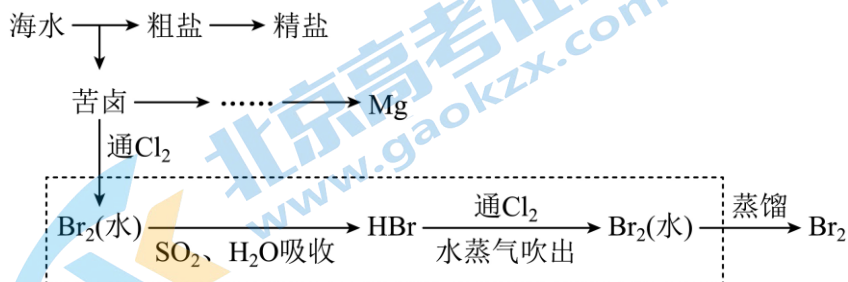 海水 粗盐 精盐
苦卤 …… Mg
通Cl₂
Br₂(水) SO₂、H₂O吸收 HBr 通Cl₂ 水蒸气吹出 Br₂(水) 蒸馏 Br₂
北京高考在
www.gaokzx.com